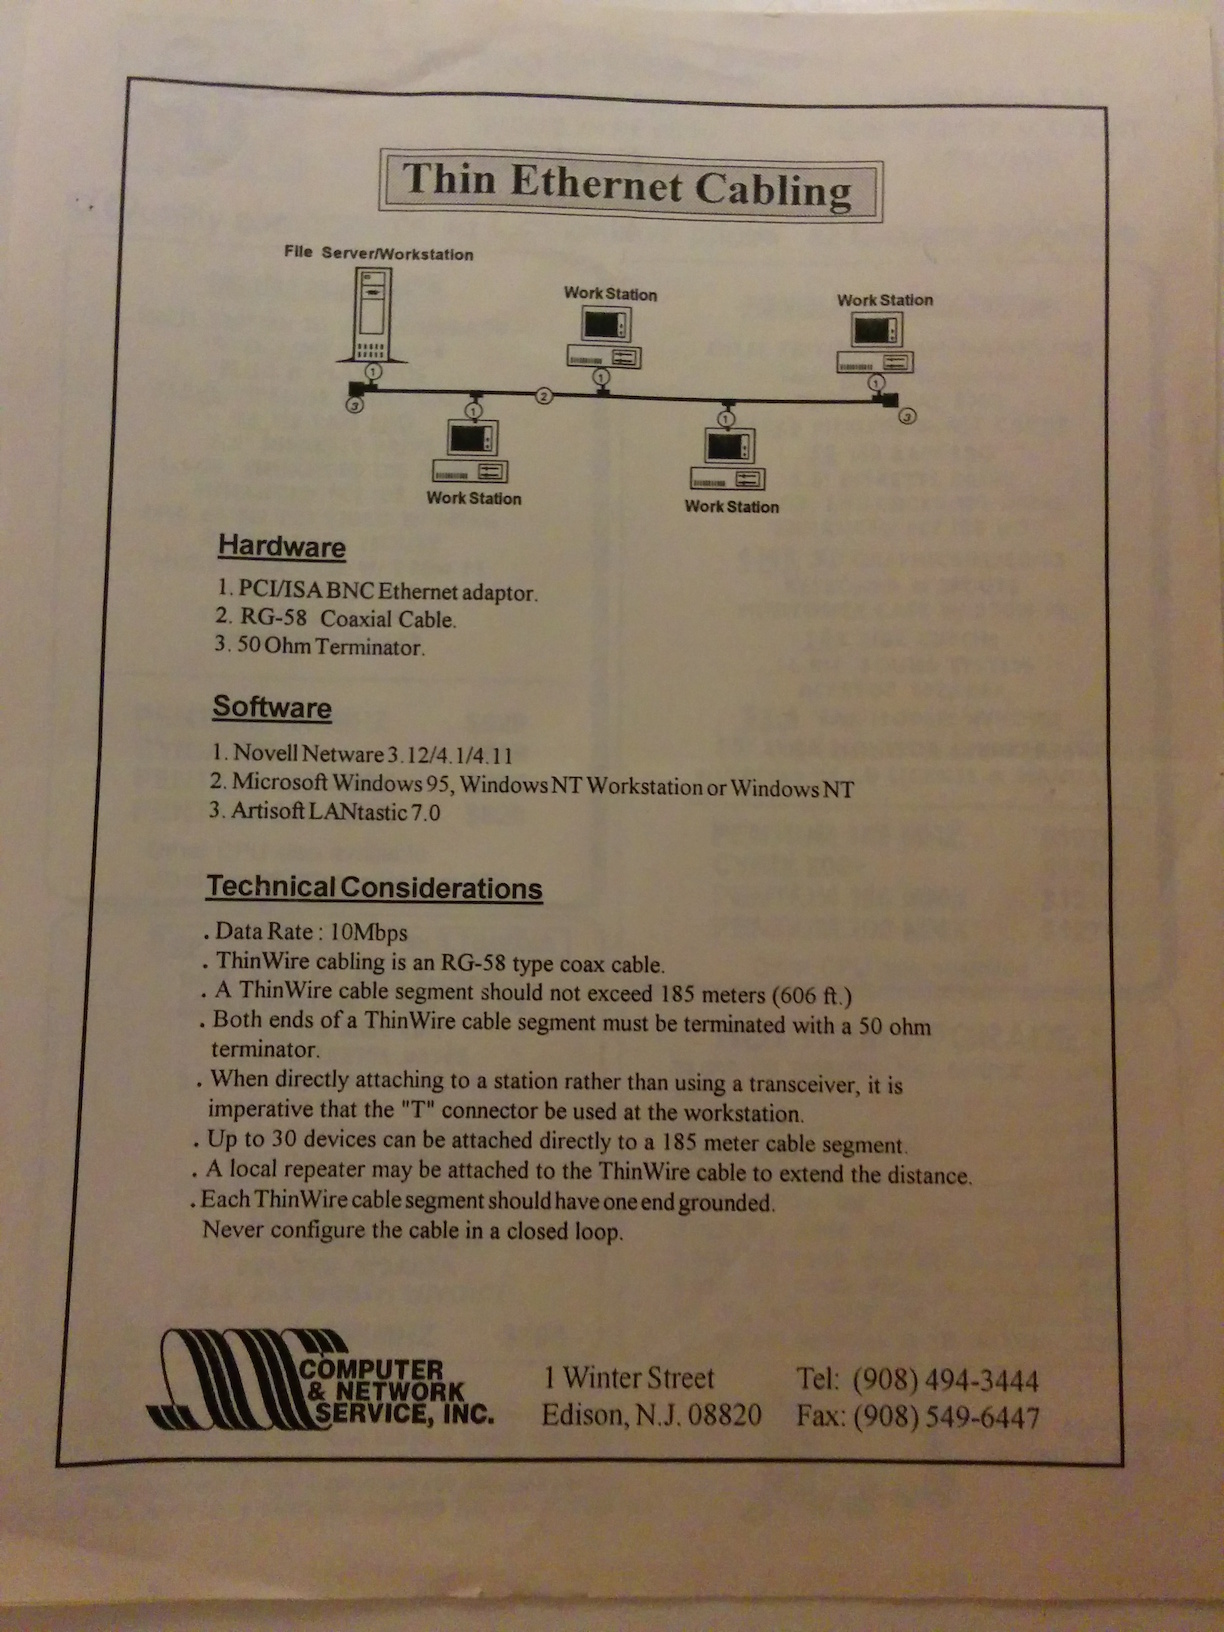 Thin Ethernet Cabling
File Server/Workstation
Work Station
Work Station
1
1
1
3
2
3
1
1
Work Station
Work Station
Hardware
1. PCI/ISA BNC Ethernet adaptor.
2. RG-58 Coaxial Cable.
3. 50 Ohm Terminator.
Software
1. Novell Netware 3.12/4.1/4.11
2. Microsoft Windows 95, Windows NT Workstation or Windows NT
3. Artisoft LANtastic 7.0
Technical Considerations
. Data Rate : 10Mbps
. ThinWire cabling is an RG-58 type coax cable.
. A ThinWire cable segment should not exceed 185 meters (606 ft.)
. Both ends of a ThinWire cable segment must be terminated with a 50 ohm
terminator.
. When directly attaching to a station rather than using a transceiver, it is
imperative that the "T" connector be used at the workstation.
. Up to 30 devices can be attached directly to a 185 meter cable segment.
. A local repeater may be attached to the ThinWire cable to extend the distance.
. Each ThinWire cable segment should have one end grounded.
Never configure the cable in a closed loop.
COMPUTER
& NETWORK
SERVICE, INC.
1 Winter Street
Edison, N.J. 08820
Tel: (908) 494-3444
Fax: (908) 549-6447